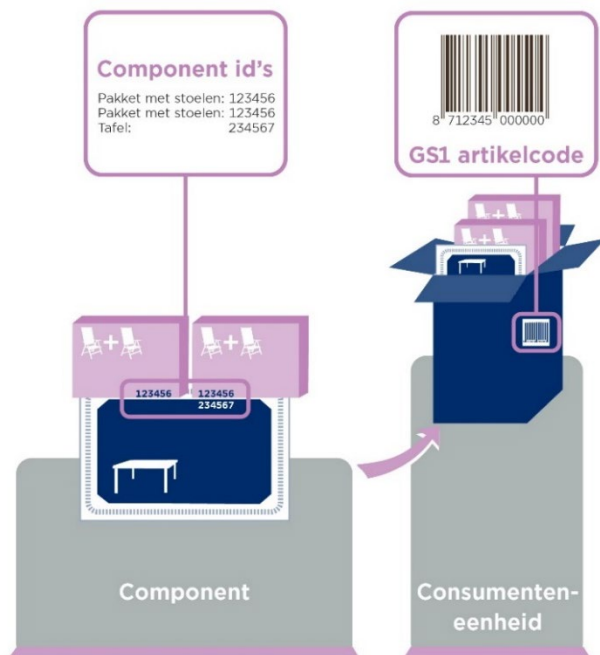 Component id's
Pakket met stoelen: 123456
Pakket met stoelen: 123456
Tafel: 234567
8 712345 000000
GS1 artikelcode
+ +
123456 123456
234567
+
+
Component
Consumenten-
eenheid